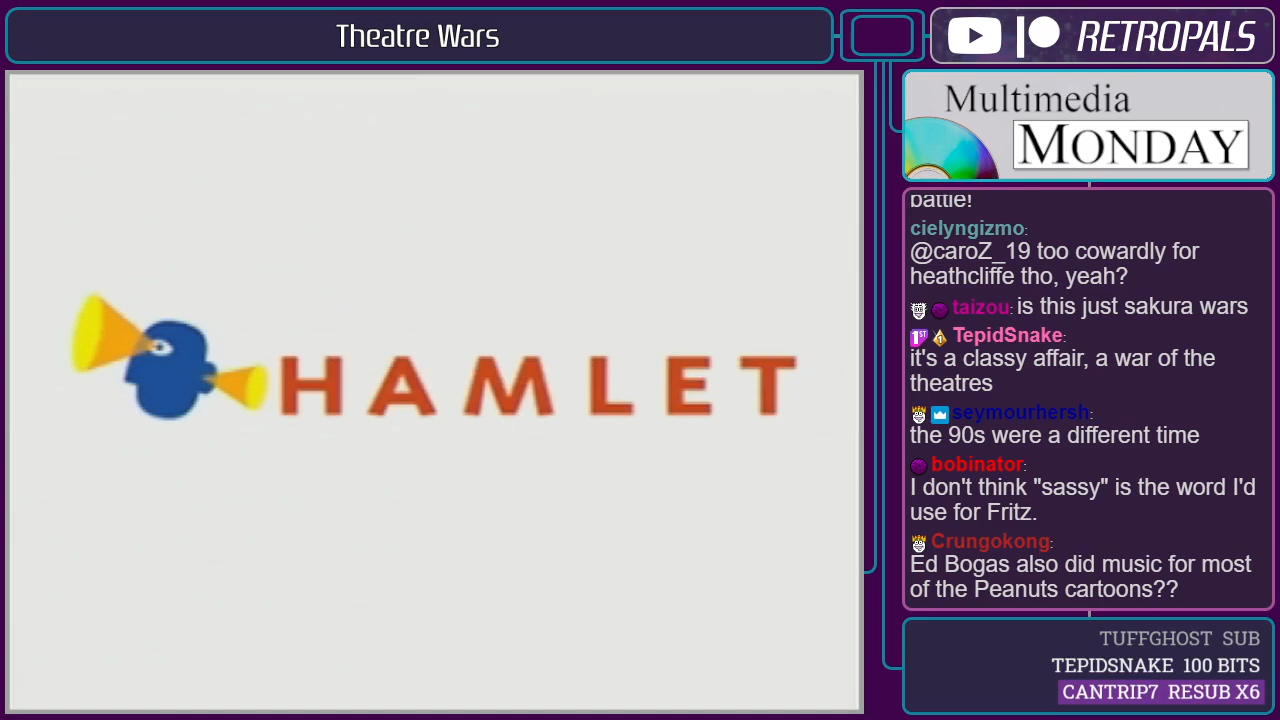 Theatre Wars
RETROPALS
Multimedia
MONDAY
HAMLET
battle!
cielyngizmo:
@caroZ_19 too cowardly for
heathcliffe tho, yeah?
taizou: is this just sakura wars
1ST 1 TepidSnake:
it's a classy affair, a war of the
theatres
seymourhersh:
the 90s were a different time
bobinator:
I don't think "sassy" is the word I'd
use for Fritz.
Crungokong:
Ed Bogas also did music for most
of the Peanuts cartoons??
TUFFGHOST SUB
TEPIDSNAKE 100 BITS
CANTRIP7 RESUB X6